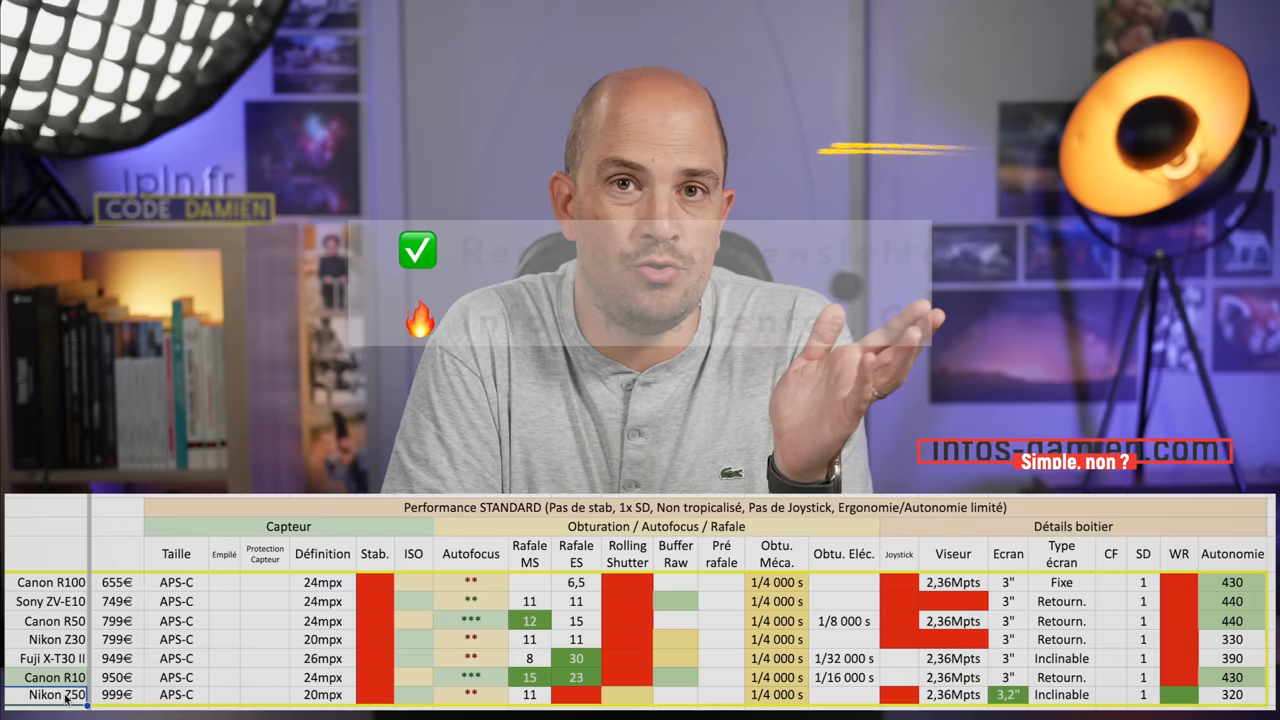 lpln.fr
CODE DAMIEN
infos-damien.com
Simple, non ?
Performance STANDARD (Pas de stab, 1x SD, Non tropicalisé, Pas de Joystick, Ergonomie/Autonomie limité)
Capteur Obturation / Autofocus / Rafale Détails boitier
Taille Empilé Protection Capteur Définition Stab. ISO Autofocus Rafale MS Rafale ES Rolling Shutter Buffer Raw Pré rafale Obtu. Méca. Obtu. Eléc. Joystick Viseur Ecran Type écran CF SD WR Autonomie
Canon R100 655€ APS-C 24mpx ** 6,5 1/4 000 s 2,36Mpts 3" Fixe 1 430
Sony ZV-E10 749€ APS-C 24mpx ** 11 11 1/4 000 s 3" Retourn. 1 440
Canon R50 799€ APS-C 24mpx *** 12 15 1/4 000 s 1/8 000 s 2,36Mpts 3" Retourn. 1 440
Nikon Z30 799€ APS-C 20mpx ** 11 11 1/4 000 s 3" Retourn. 1 330
Fuji X-T30 II 949€ APS-C 26mpx ** 8 30 1/4 000 s 1/32 000 s 2,36Mpts 3" Inclinable 1 390
Canon R10 950€ APS-C 24mpx *** 15 23 1/4 000 s 1/16 000 s 2,36Mpts 3" Retourn. 1 430
Nikon Z50 999€ APS-C 20mpx ** 11 1/4 000 s 2,36Mpts 3,2" Inclinable 1 320